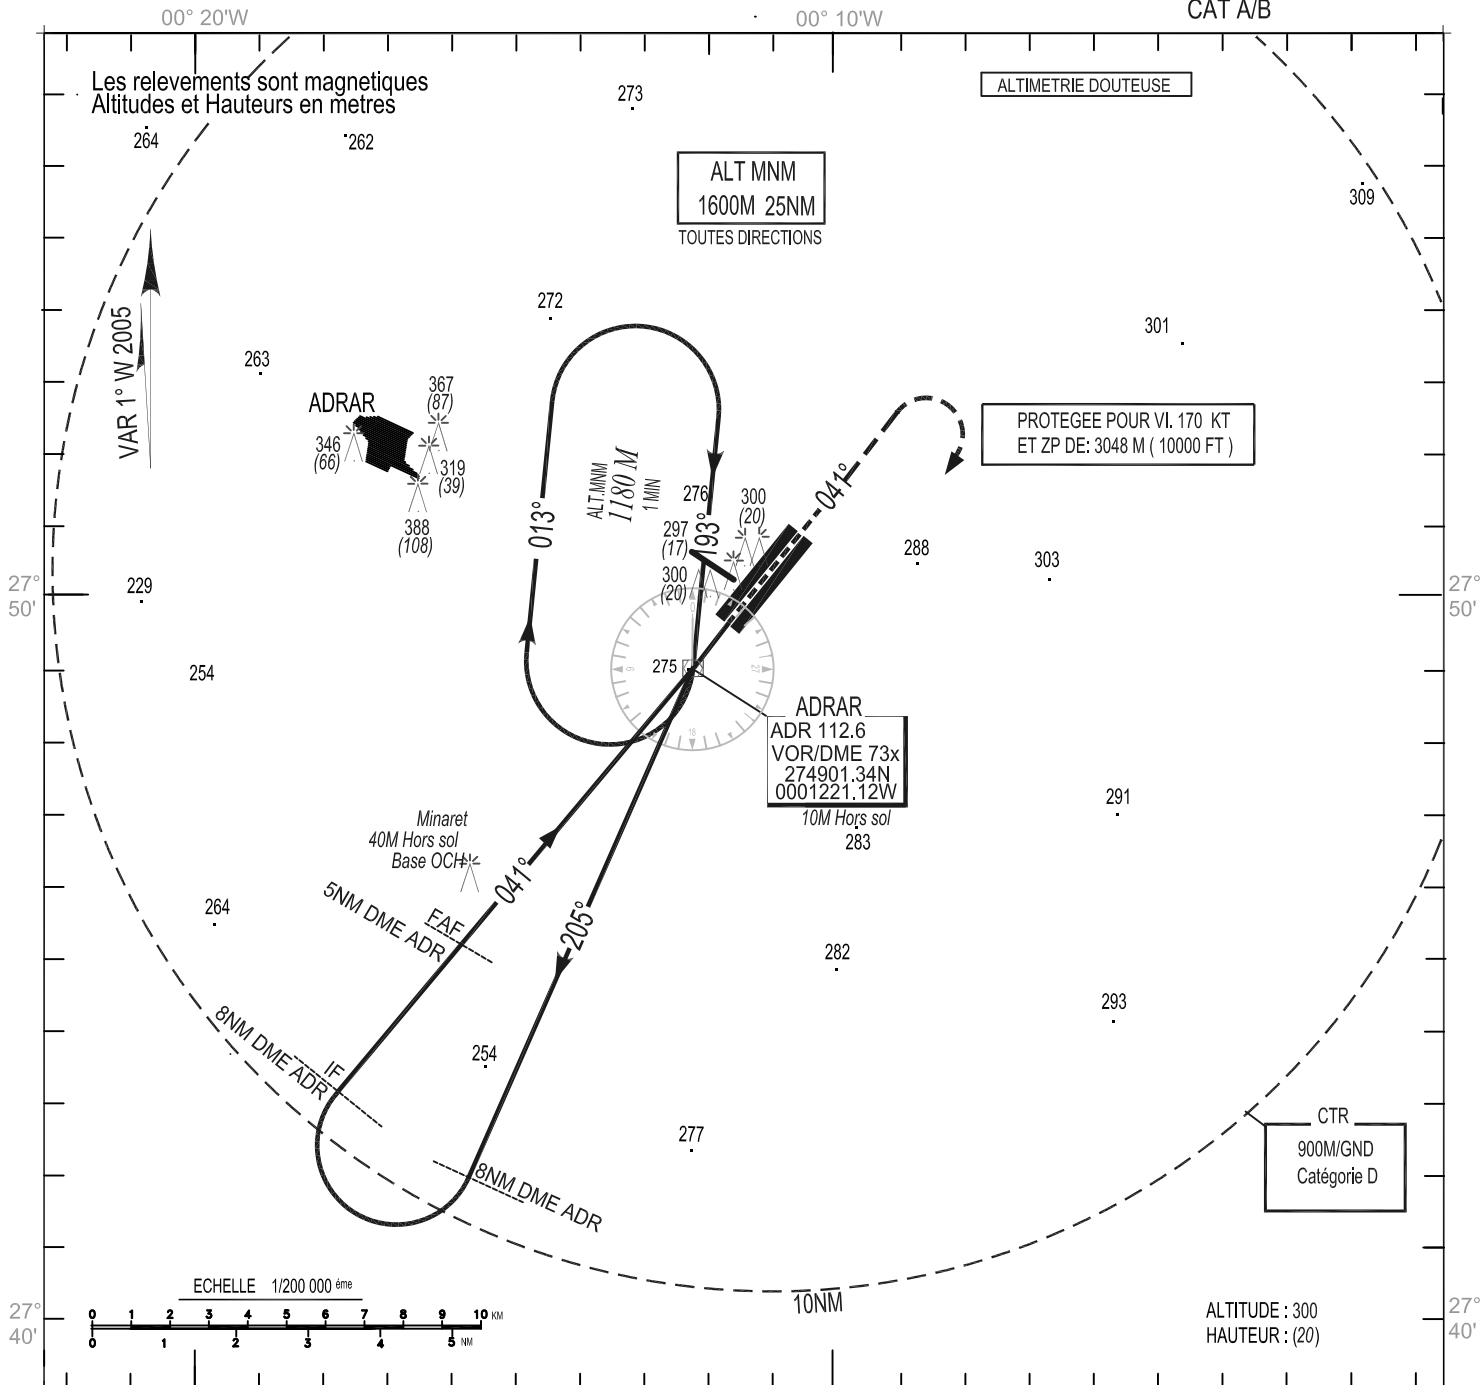 00° 20'W
00° 10'W
CAT A/B
Les relevements sont magnetiques
Altitudes et Hauteurs en metres
ALTIMETRIE DOUTEUSE
273
264
262
ALT MNM
1600M 25NM
TOUTES DIRECTIONS
309
VAR 1° W 2005
272
301
263
ADRAR
367
(87)
346
(66)
319
(39)
388
(108)
PROTEGEE POUR VI. 170 KT
ET ZP DE: 3048 M ( 10000 FT )
013°
ALT.MNM
1180 M
1 MIN
276
193°
300
(20)
297
(17)
300
(20)
041°
288
303
27°
50'
229
27°
50'
0
9
27
18
254
275
ADRAR
ADR 112.6
VOR/DME 73x
274901.34N
0001221.12W
10M Hors sol
283
291
Minaret
40M Hors sol
Base OCH
041°
FAF
5NM DME ADR
205°
264
282
293
8NM DME ADR
IF
254
277
8NM DME ADR
CTR
900M/GND
Catégorie D
10NM
ECHELLE 1/200 000 éme
0 1 2 3 4 5 6 7 8 9 10 KM
0 1 2 3 4 5 NM
ALTITUDE : 300
HAUTEUR : (20)
27°
40'
27°
40'